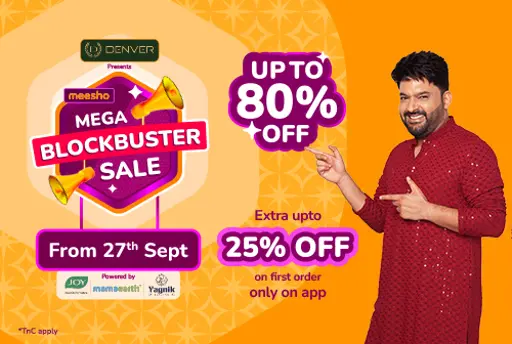 DENVER
Presents
meesho
MEGA
BLOCKBUSTER
SALE
From 27th Sept
Powered by
JOY
mamaearth
Yagnik
*TnC apply
UP TO
80%
OFF
Extra upto
25% OFF
on first order
only on app